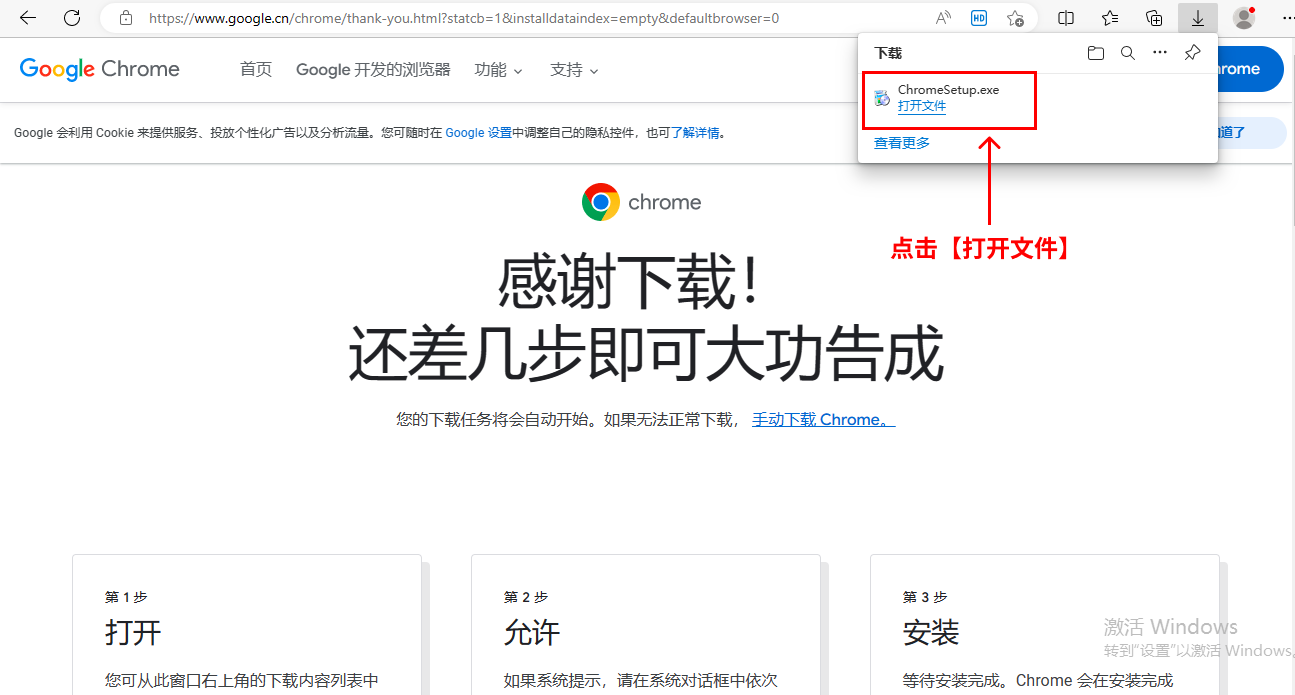 https://www.google.cn/chrome/thank-you.html?statcb=1&installdataindex=empty&defaultbrowser=0
HD
下载
Google Chrome
首页
Google 开发的浏览器
功能
支持
hrome
ChromeSetup.exe
打开文件
Google 会利用 Cookie 来提供服务、投放个性化广告以及分析流量。您可随时在 Google 设置中调整自己的隐私控件，也可了解详情。
道了
查看更多
chrome
点击【打开文件】
感谢下载！
还差几步即可大功告成
您的下载任务将会自动开始。如果无法正常下载， 手动下载 Chrome。
第 1 步
打开
您可从此窗口右上角的下载内容列表中
第 2 步
允许
如果系统提示，请在系统对话框中依次
第 3 步
安装
等待安装完成。Chrome 会在安装完成
激活 Windows
转到"设置"以激活 Windows。